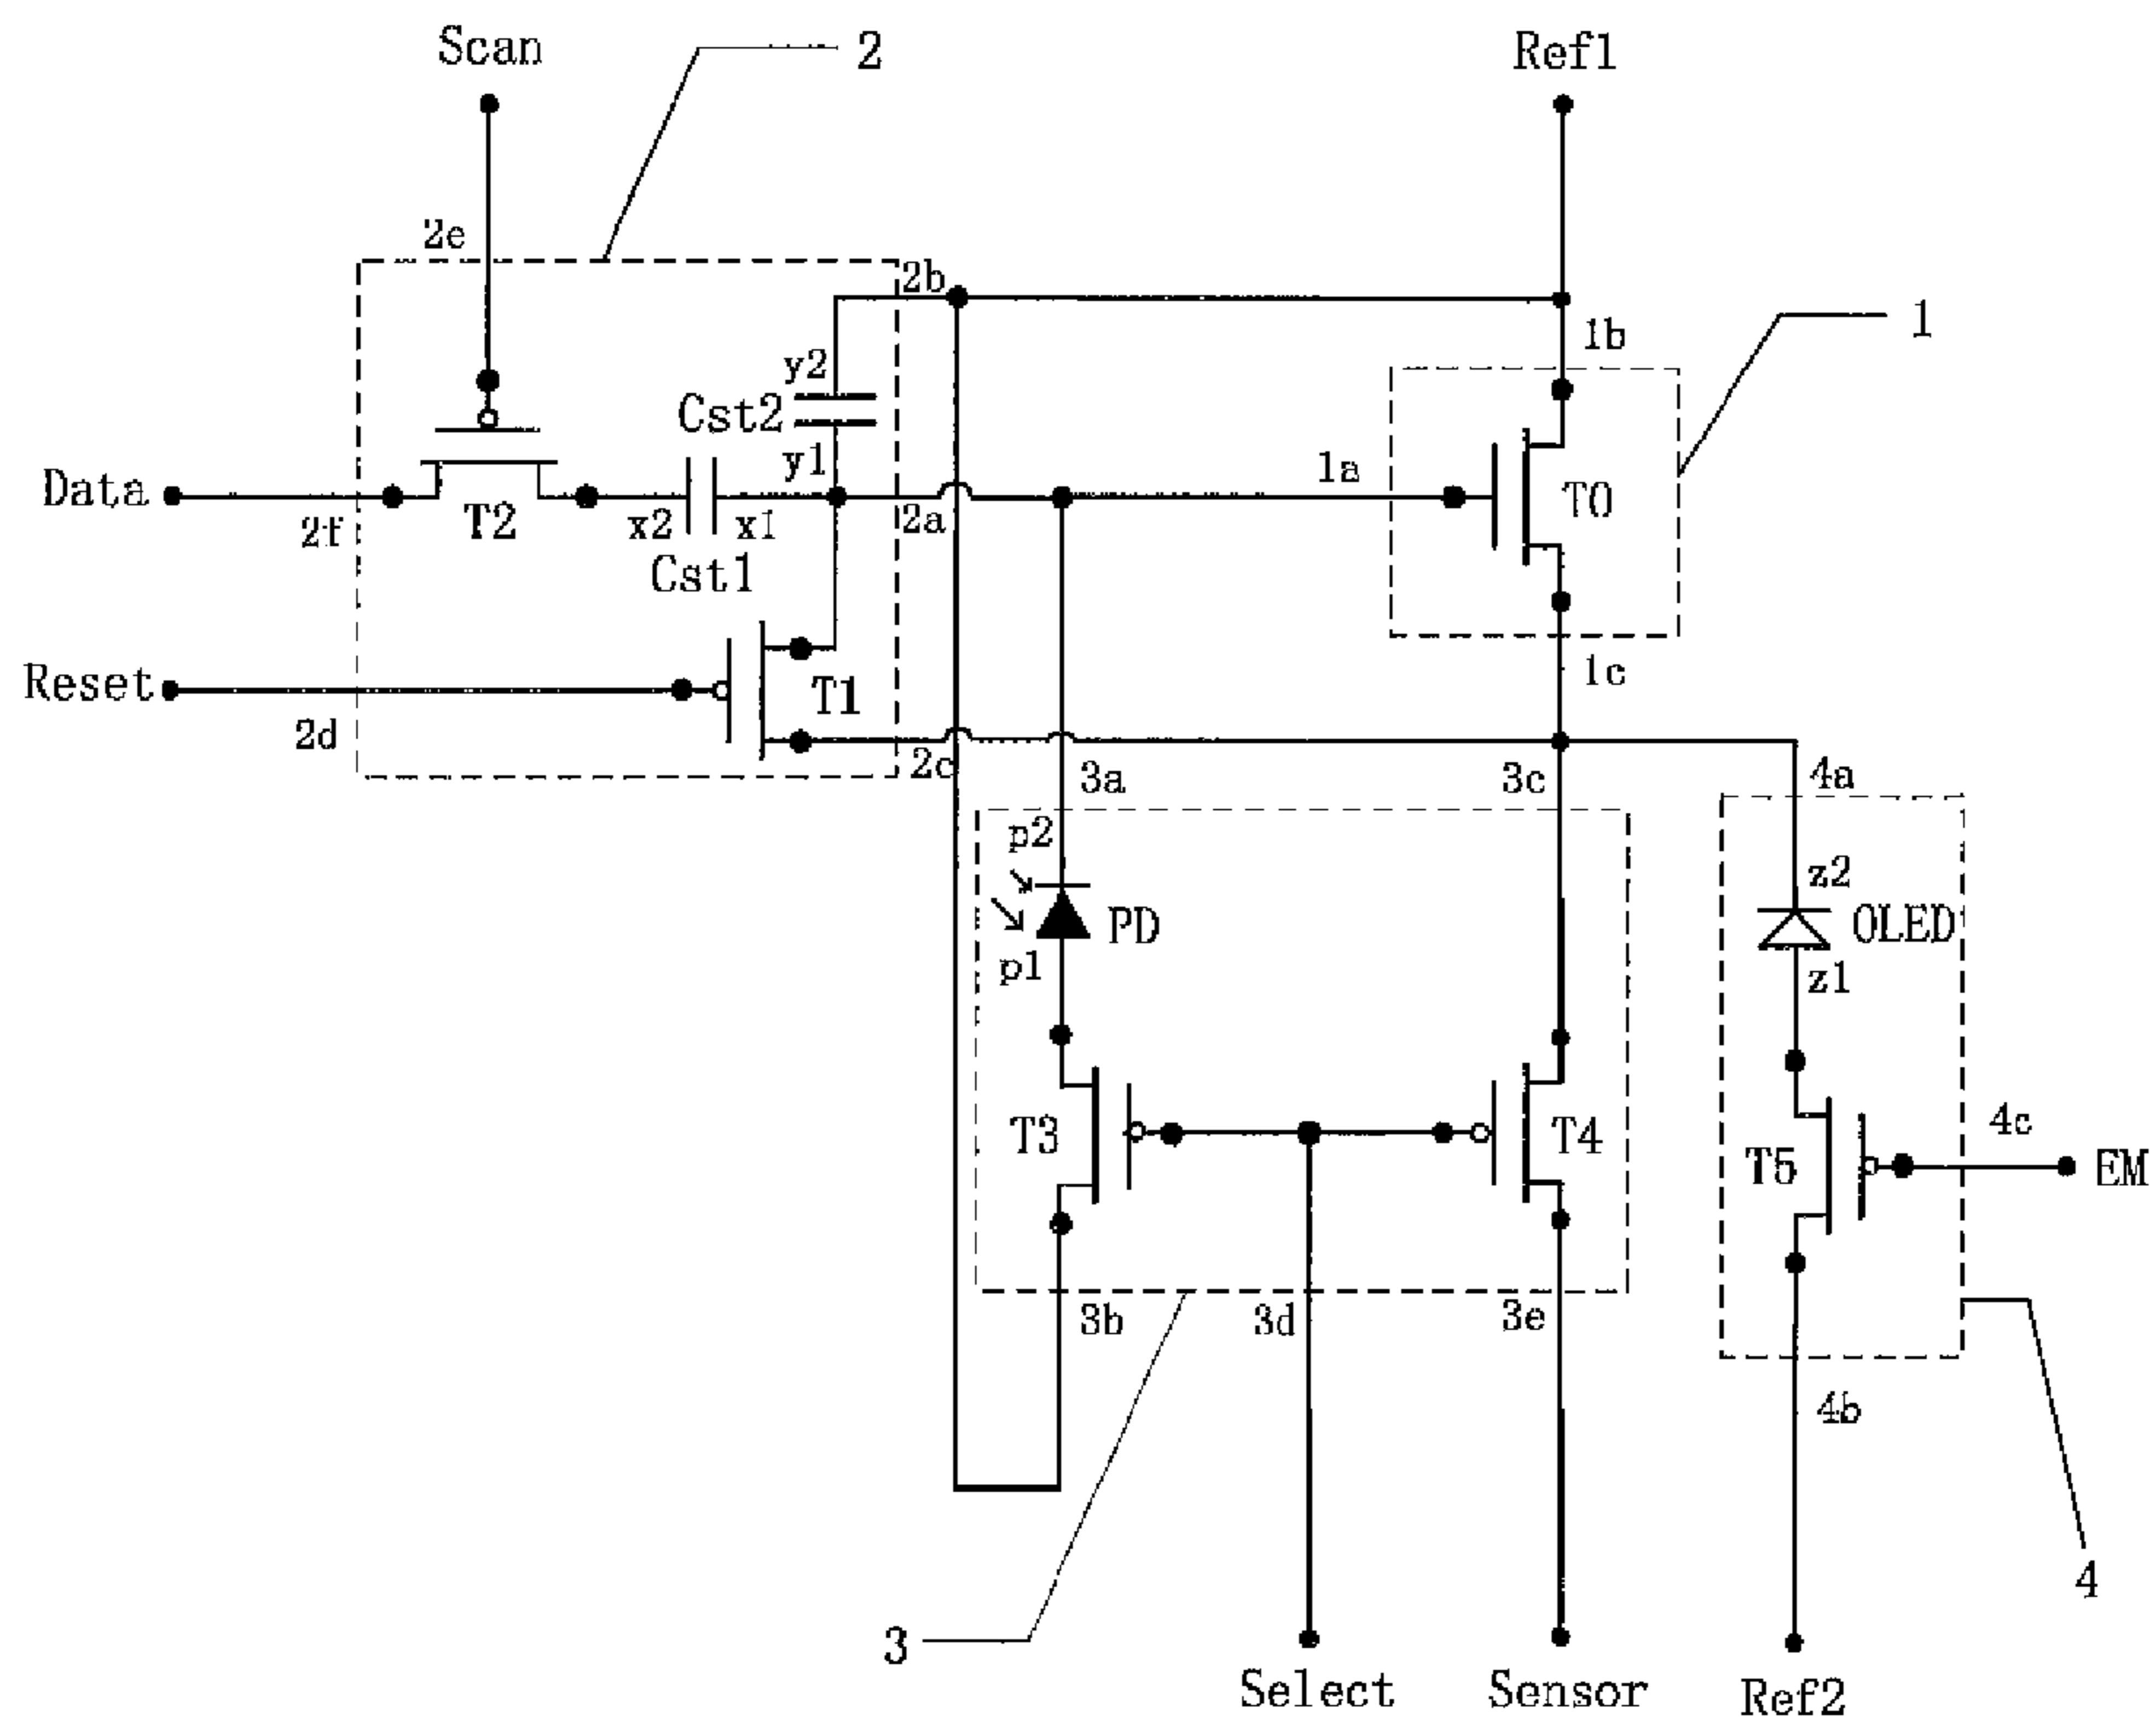 Scan
2
Ref1
2e
2b
1b
1
y2
Cst2
y1
1a
T0
Data
2f
T2
x2
x1
2a
Cst1
Reset
2d
T1
1c
2c
3a
3c
4a
p2
z2
PD
OLED
p1
z1
T3
T4
4c
T5
EM
3b
3d
3e
4b
4
3
Select
Sensor
Ref2